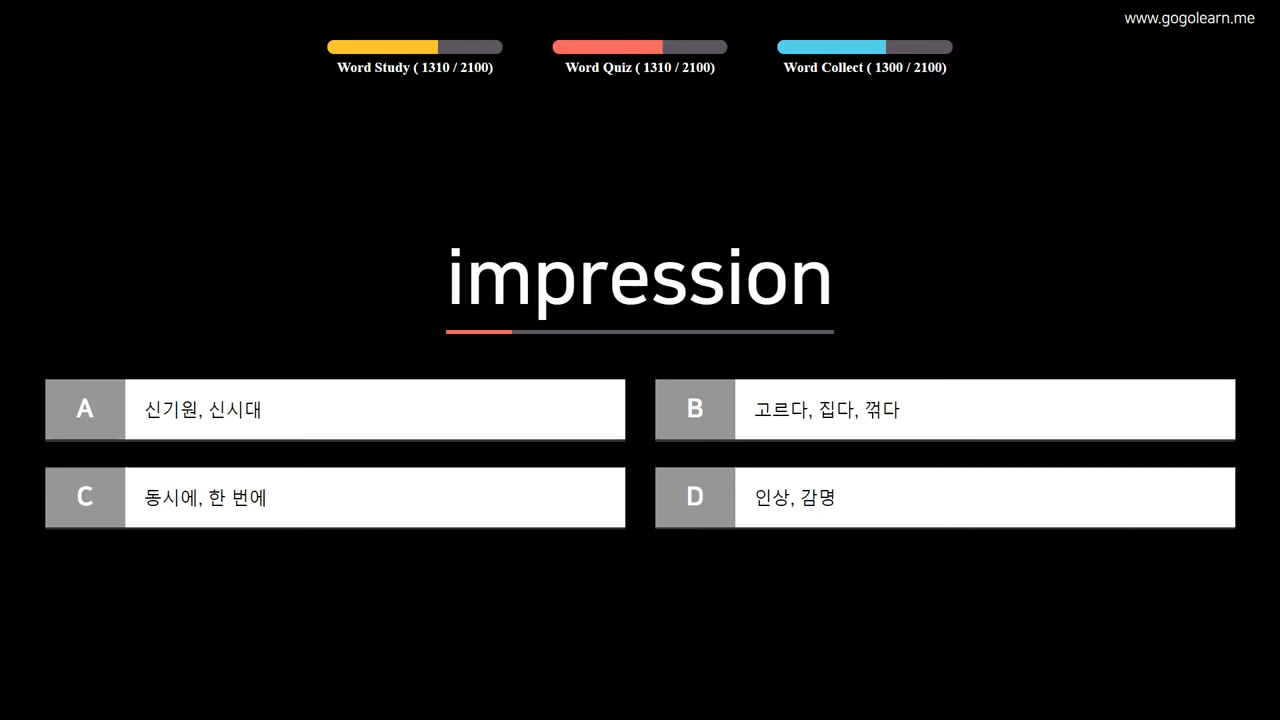 www.gogolearn.me
Word Study ( 1310 / 2100)
Word Quiz ( 1310 / 2100)
Word Collect ( 1300 / 2100)
impression
A 신기원, 신시대
B 고르다, 집다, 꺾다
C 동시에, 한 번에
D 인상, 감명